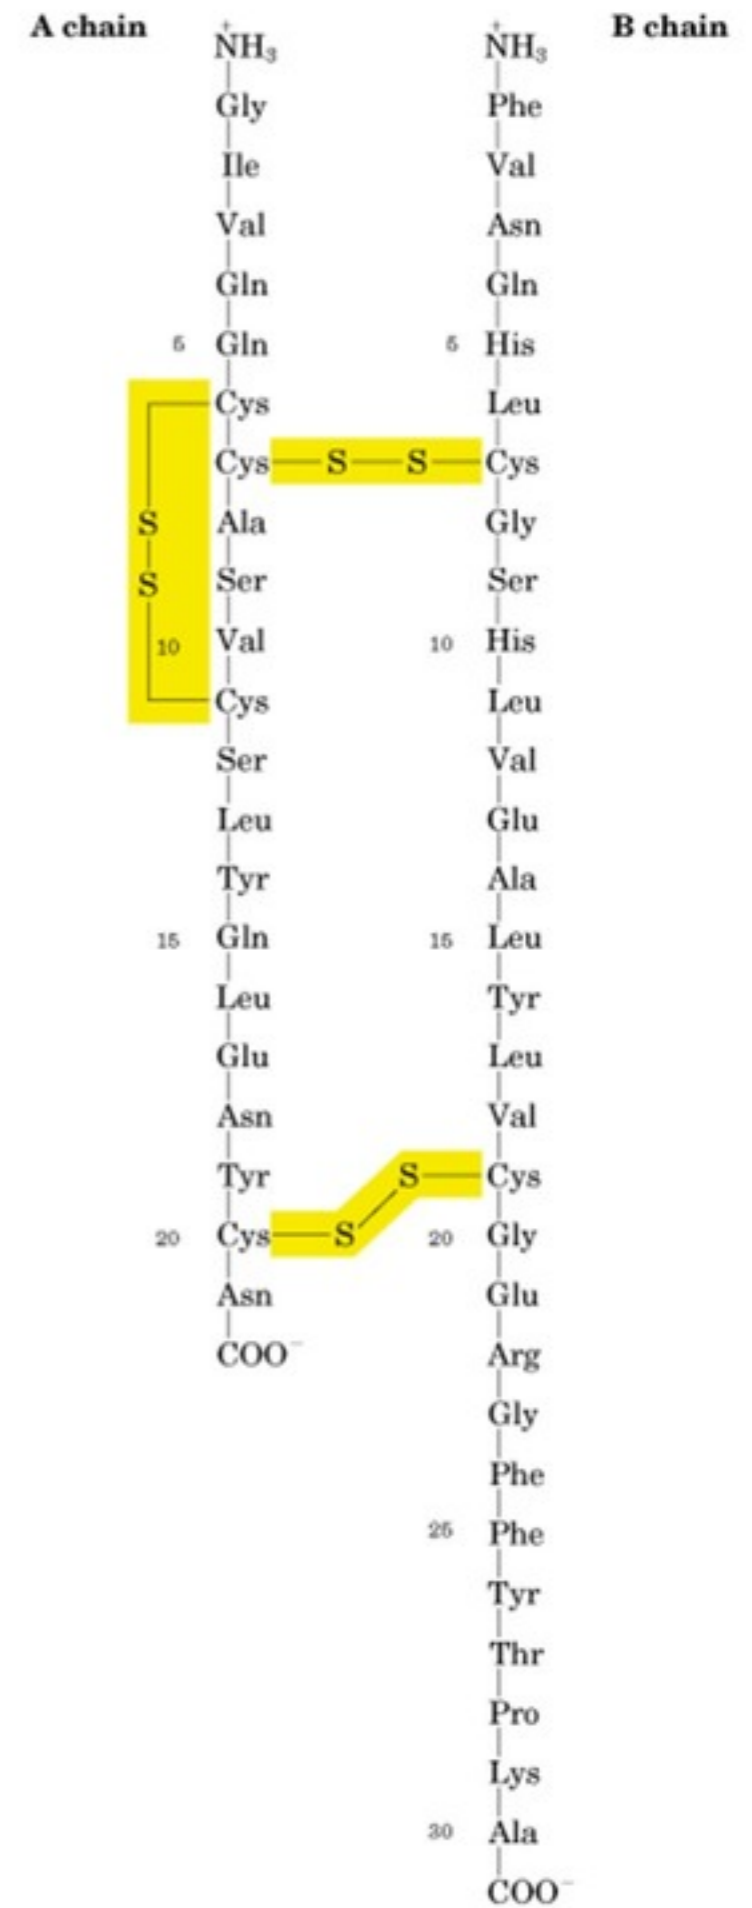 A chain
B chain
+
NH3
Gly
Ile
Val
Gln
5 Gln
Cys
Cys
Ala
Ser
10 Val
Cys
Ser
Leu
Tyr
15 Gln
Leu
Glu
Asn
Tyr
20 Cys
Asn
COO−
S
S
S S
S
S
+
NH3
Phe
Val
Asn
Gln
5 His
Leu
Cys
Gly
Ser
10 His
Leu
Val
Glu
Ala
15 Leu
Tyr
Leu
Val
Cys
20 Gly
Glu
Arg
Gly
Phe
25 Phe
Tyr
Thr
Pro
Lys
30 Ala
COO−